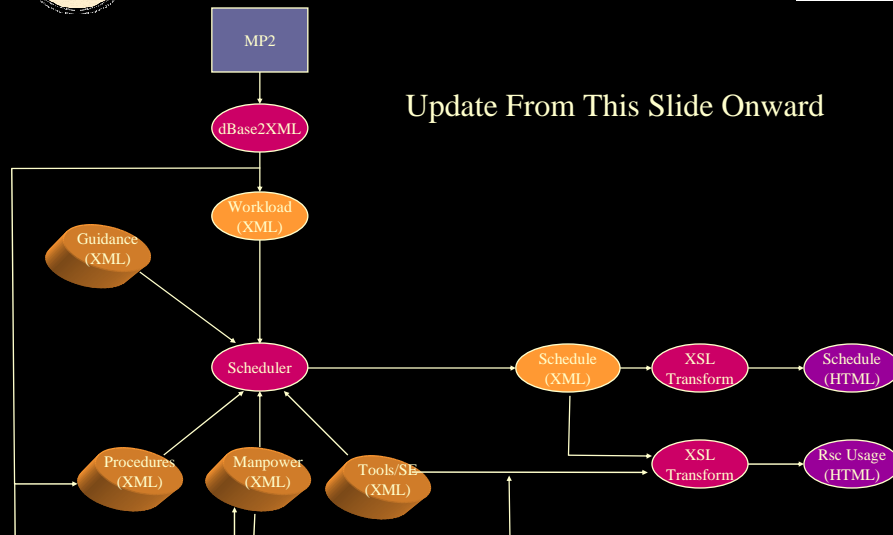 MP2
Update From This Slide Onward
dBase2XML
Workload
(XML)
Guidance
(XML)
Scheduler
Schedule
(XML)
XSL
Transform
Schedule
(HTML)
Procedures
(XML)
Manpower
(XML)
Tools/SE
(XML)
XSL
Transform
Rsc Usage
(HTML)